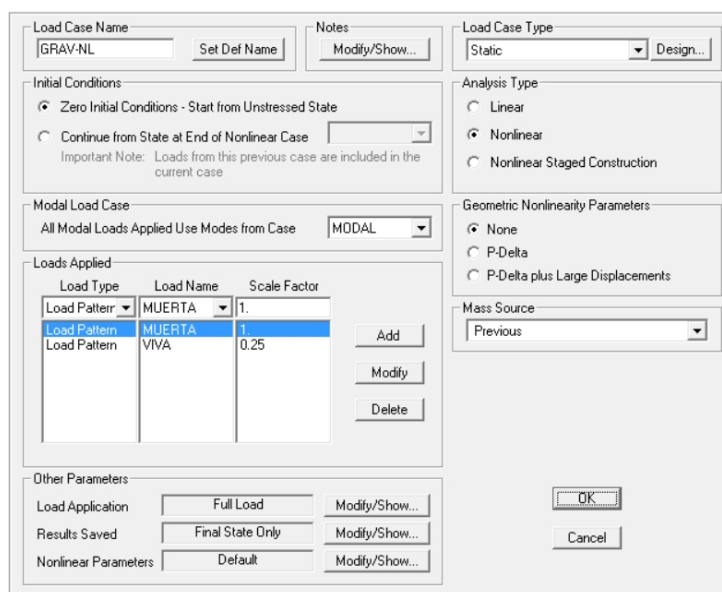 Load Case Name
GRAV-NL
Set Def Name
Notes
Modify/Show...
Load Case Type
Static
Design...
Initial Conditions
Zero Initial Conditions - Start from Unstressed State
Continue from State at End of Nonlinear Case
Important Note: Loads from this previous case are included in the
current case
Analysis Type
Linear
Nonlinear
Nonlinear Staged Construction
Modal Load Case
All Modal Loads Applied Use Modes from Case
MODAL
Geometric Nonlinearity Parameters
None
P-Delta
P-Delta plus Large Displacements
Loads Applied
Load Type Load Name Scale Factor
Load Pattern MUERTA 1.
Load Pattern MUERTA 1.
Load Pattern VIVA 0.25
Add
Modify
Delete
Mass Source
Previous
Other Parameters
Load Application Full Load Modify/Show...
Results Saved Final State Only Modify/Show...
Nonlinear Parameters Default Modify/Show...
OK
Cancel